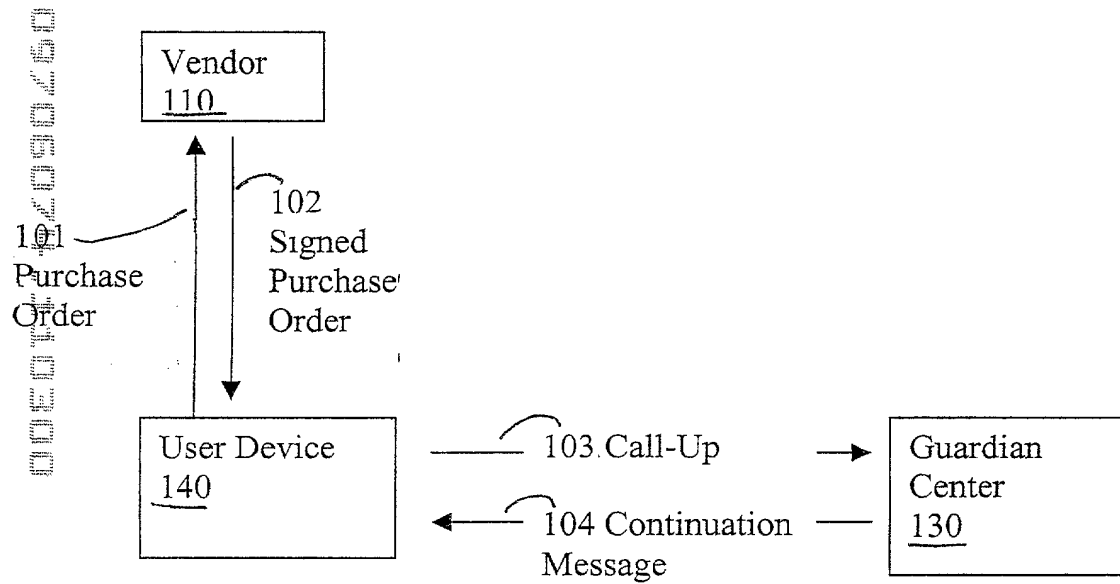 Vendor
110
102
Signed
Purchase
Order
101
Purchase
Order
User Device
140
103 Call-Up
104 Continuation
Message
Guardian
Center
130